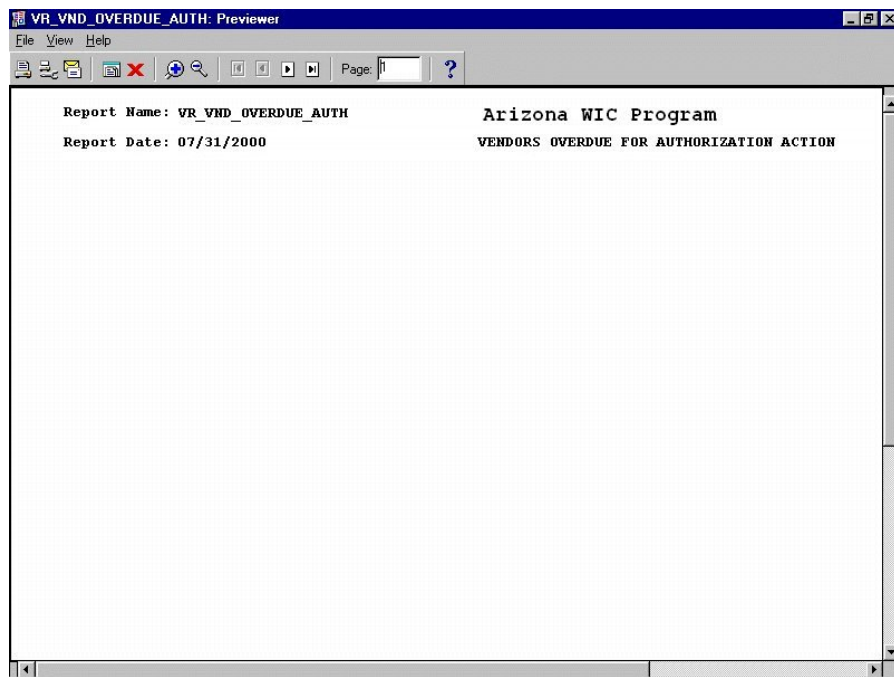 VR_VND_OVERDUE_AUTH: Previewer
File View Help
Page: 1
?
Report Name: VR_VND_OVERDUE_AUTH
Arizona WIC Program
Report Date: 07/31/2000
VENDORS OVERDUE FOR AUTHORIZATION ACTION